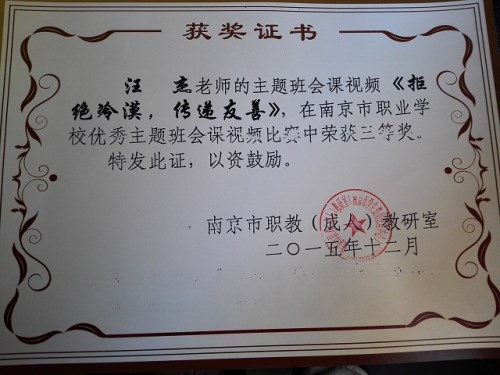 获奖证书
汪 杰老师的主题班会课视频《拒
绝冷漠，传递友善》，在南京市职业学
校优秀主题班会课视频比赛中荣获三等奖。
特发此证，以资鼓励。
南京市职教（成人）教研室
二〇一五年十二月